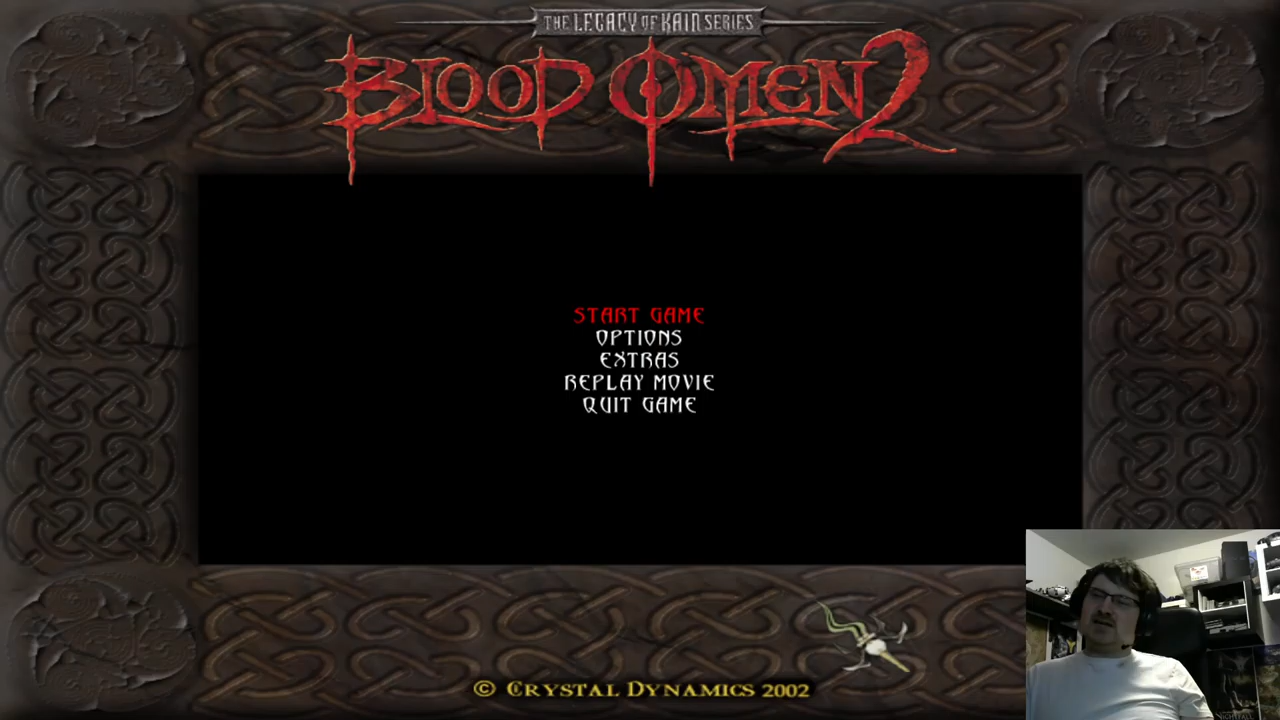 THE LEGACY OF KAIN SERIES
BLOOD OMEN 2
START GAME
OPTIONS
EXTRAS
REPLAY MOVIE
QUIT GAME
© CRYSTAL DYNAMICS 2002